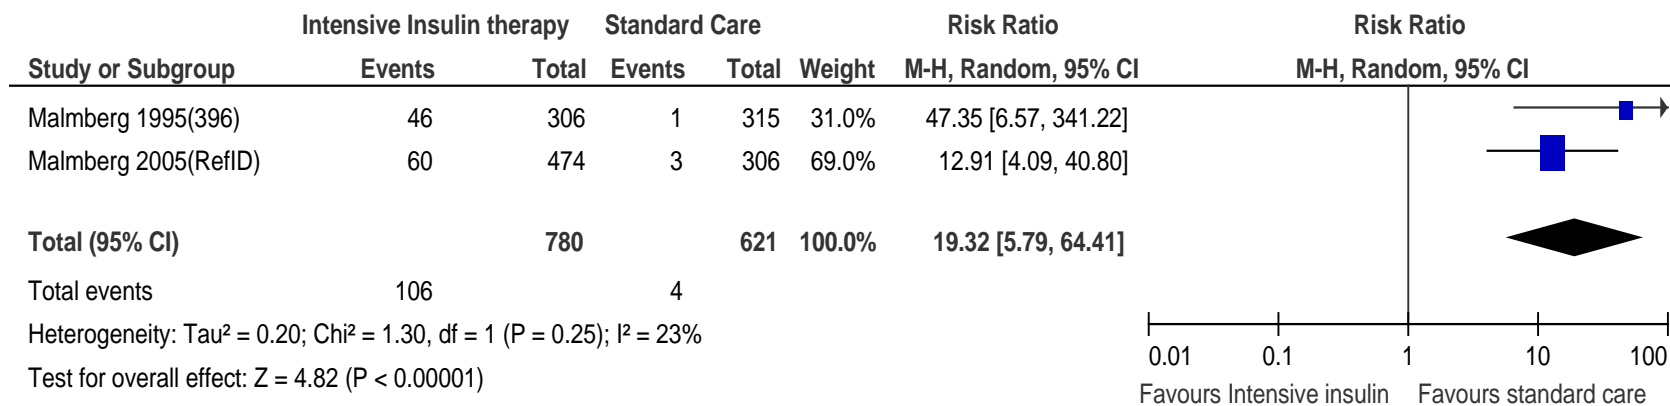 Intensive Insulin therapy Standard Care Risk Ratio Risk Ratio
Study or Subgroup Events Total Events Total Weight M-H, Random, 95% CI M-H, Random, 95% CI
Malmberg 1995(396) 46 306 1 315 31.0% 47.35 [6.57, 341.22]
Malmberg 2005(RefID) 60 474 3 306 69.0% 12.91 [4.09, 40.80]
Total (95% CI) 780 621 100.0% 19.32 [5.79, 64.41]
Total events 106 4
Heterogeneity: Tau² = 0.20; Chi² = 1.30, df = 1 (P = 0.25); I² = 23%
Test for overall effect: Z = 4.82 (P < 0.00001)
0.01 0.1 1 10 100
Favours Intensive insulin Favours standard care